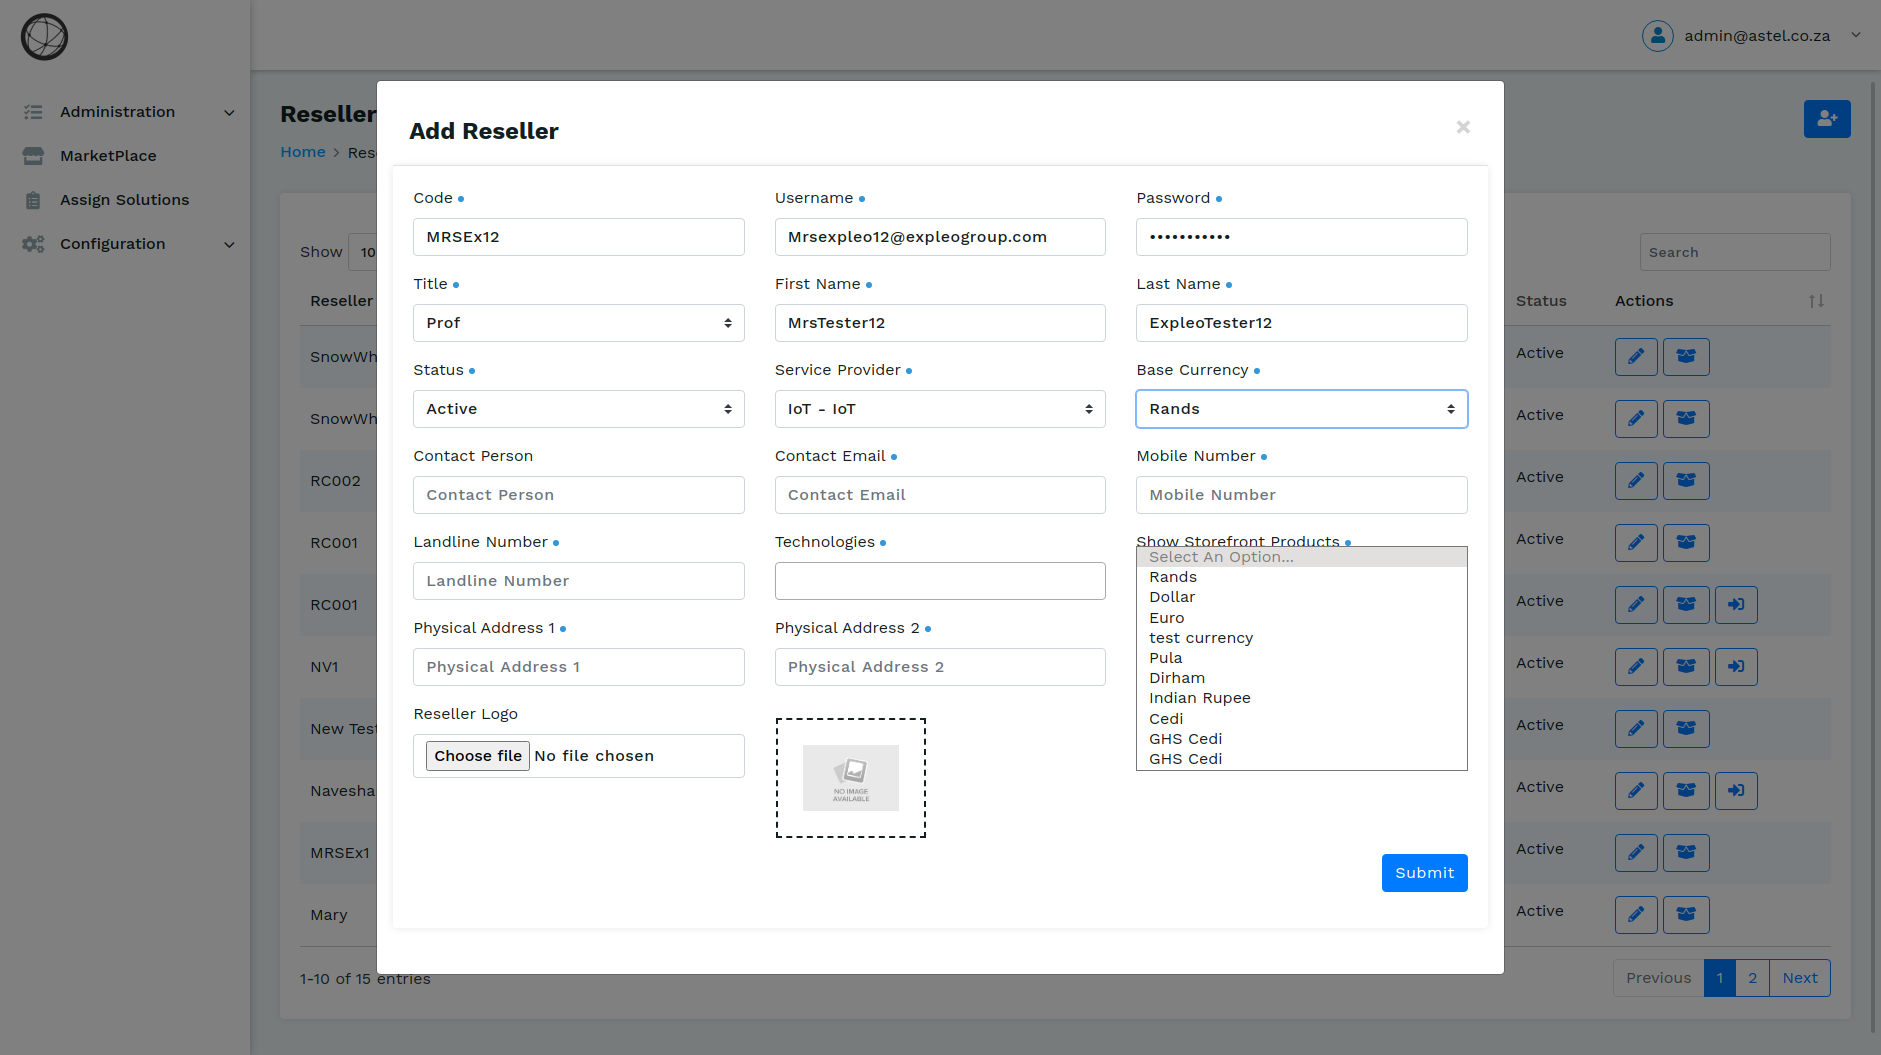 admin@astel.co.za
Administration
MarketPlace
Assign Solutions
Configuration
Reseller
Home > Res
Show 10
Search
Reseller
Status
Actions
SnowWh
Active
SnowWh
Active
RC002
Active
RC001
Active
RC001
Active
NV1
Active
New Test
Active
Navesha
Active
MRSEx1
Active
Mary
Active
1-10 of 15 entries
Previous 1 2 Next
Add Reseller
×
Code
Username
Password
MRSEx12
Mrsexpleo12@expleogroup.com
•••••••••••
Title
First Name
Last Name
Prof
MrsTester12
ExpleoTester12
Status
Service Provider
Base Currency
Active
IoT - IoT
Rands
Contact Person
Contact Email
Mobile Number
Contact Person
Contact Email
Mobile Number
Landline Number
Technologies
Show Storefront Products
Landline Number
Select An Option...
Rands
Dollar
Euro
test currency
Pula
Dirham
Indian Rupee
Cedi
GHS Cedi
GHS Cedi
Physical Address 1
Physical Address 2
Physical Address 1
Physical Address 2
Reseller Logo
Choose file No file chosen
NO IMAGE
AVAILABLE
Submit